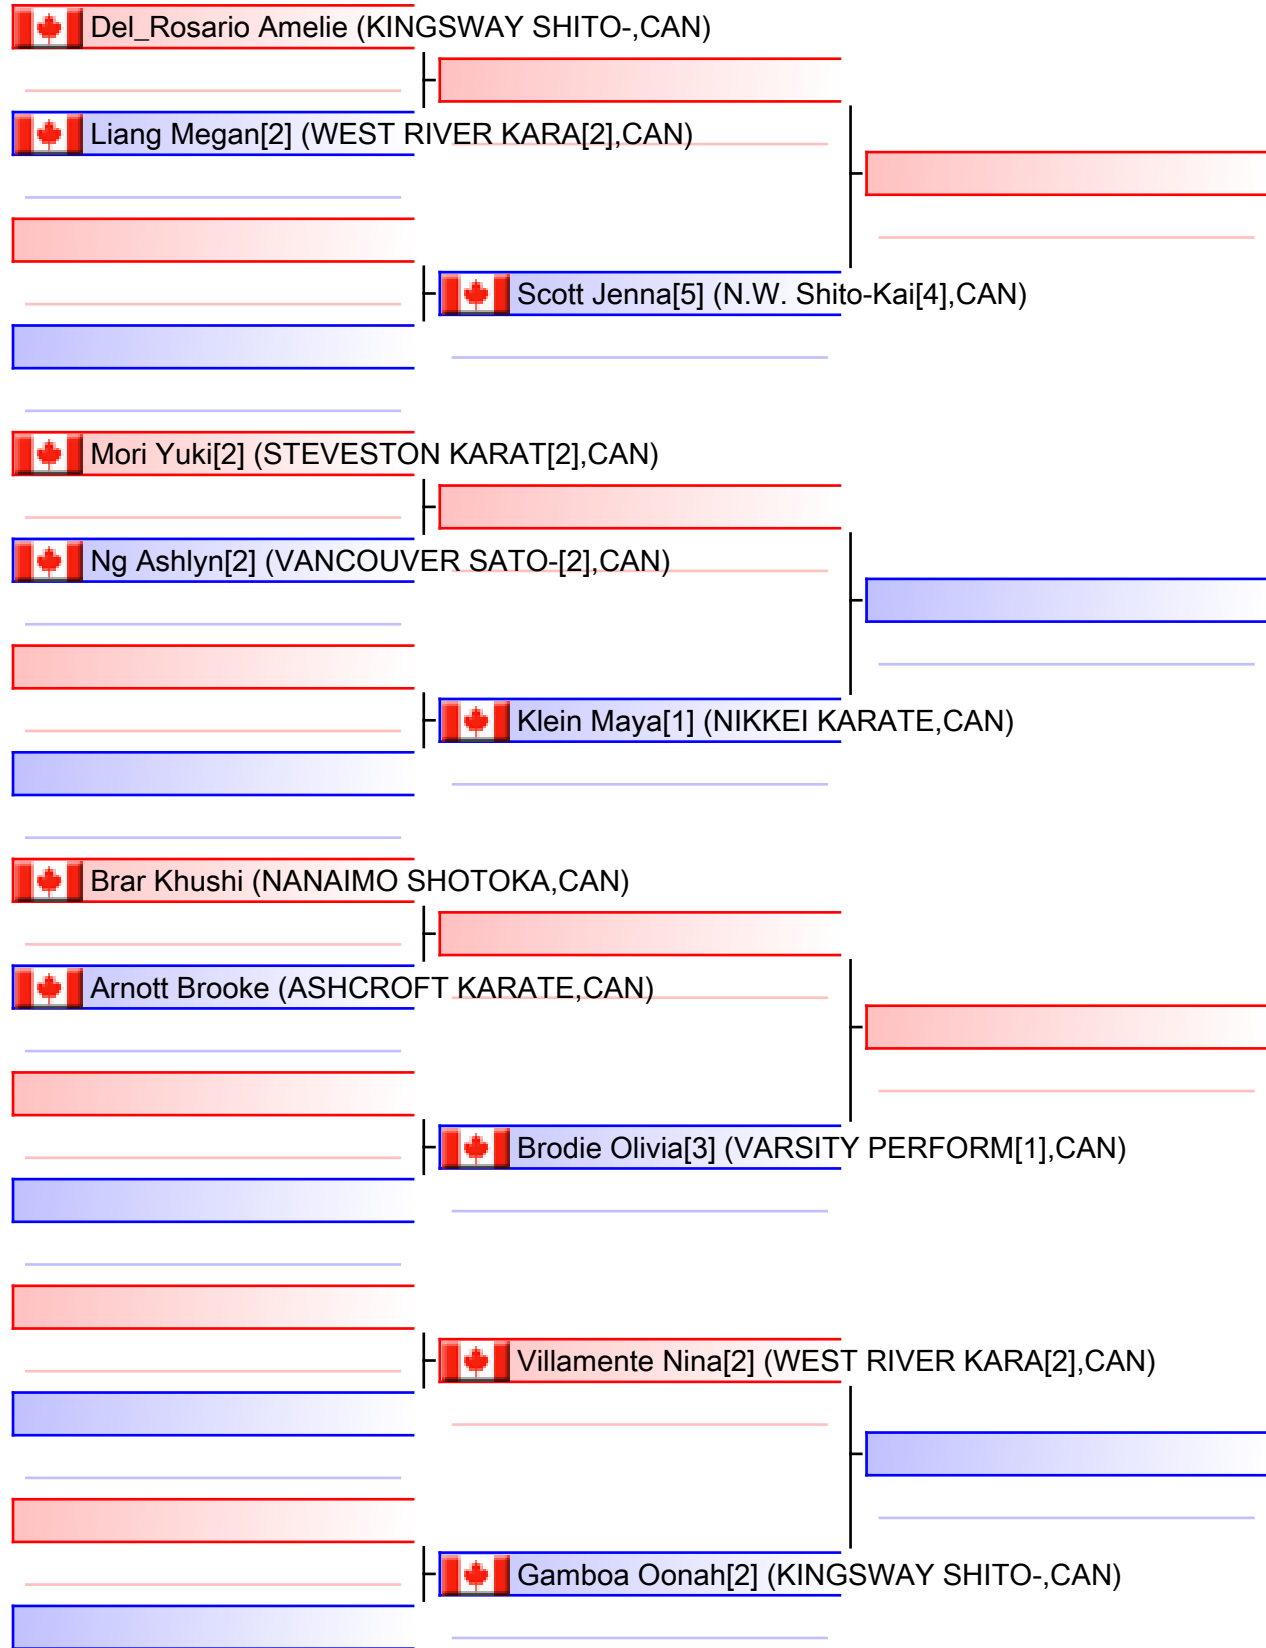 Del_Rosario Amelie (KINGSWAY SHITO-,CAN)
Liang Megan[2] (WEST RIVER KARA[2],CAN)
Scott Jenna[5] (N.W. Shito-Kai[4],CAN)
Mori Yuki[2] (STEVESTON KARAT[2],CAN)
Ng Ashlyn[2] (VANCOUVER SATO-[2],CAN)
Klein Maya[1] (NIKKEI KARATE,CAN)
Brar Khushi (NANAIMO SHOTOKA,CAN)
Arnott Brooke (ASHCROFT KARATE,CAN)
Brodie Olivia[3] (VARSITY PERFORM[1],CAN)
Villamente Nina[2] (WEST RIVER KARA[2],CAN)
Gamboa Oonah[2] (KINGSWAY SHITO-,CAN)